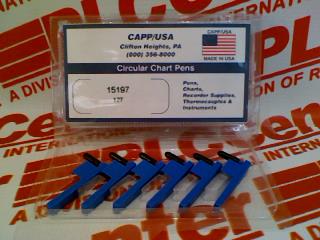 CAPP/USA
Clifton Heights, PA
(800) 356-8000
CAPP/USA
MADE IN USA
Circular Chart Pens
15197
127
Pens,
Charts,
Recorder Supplies,
Thermocouples &
Instruments